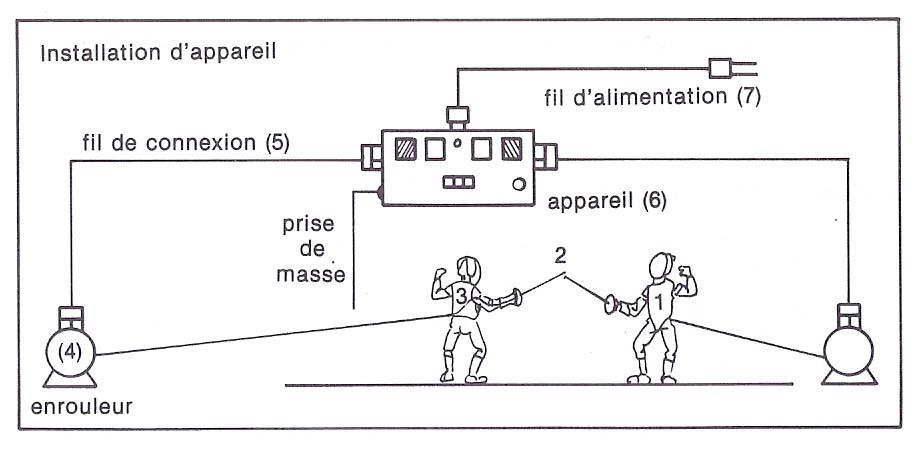 Installation d'appareil
fil d'alimentation (7)
fil de connexion (5)
appareil (6)
prise
de
masse
2
3
1
(4)
enrouleur